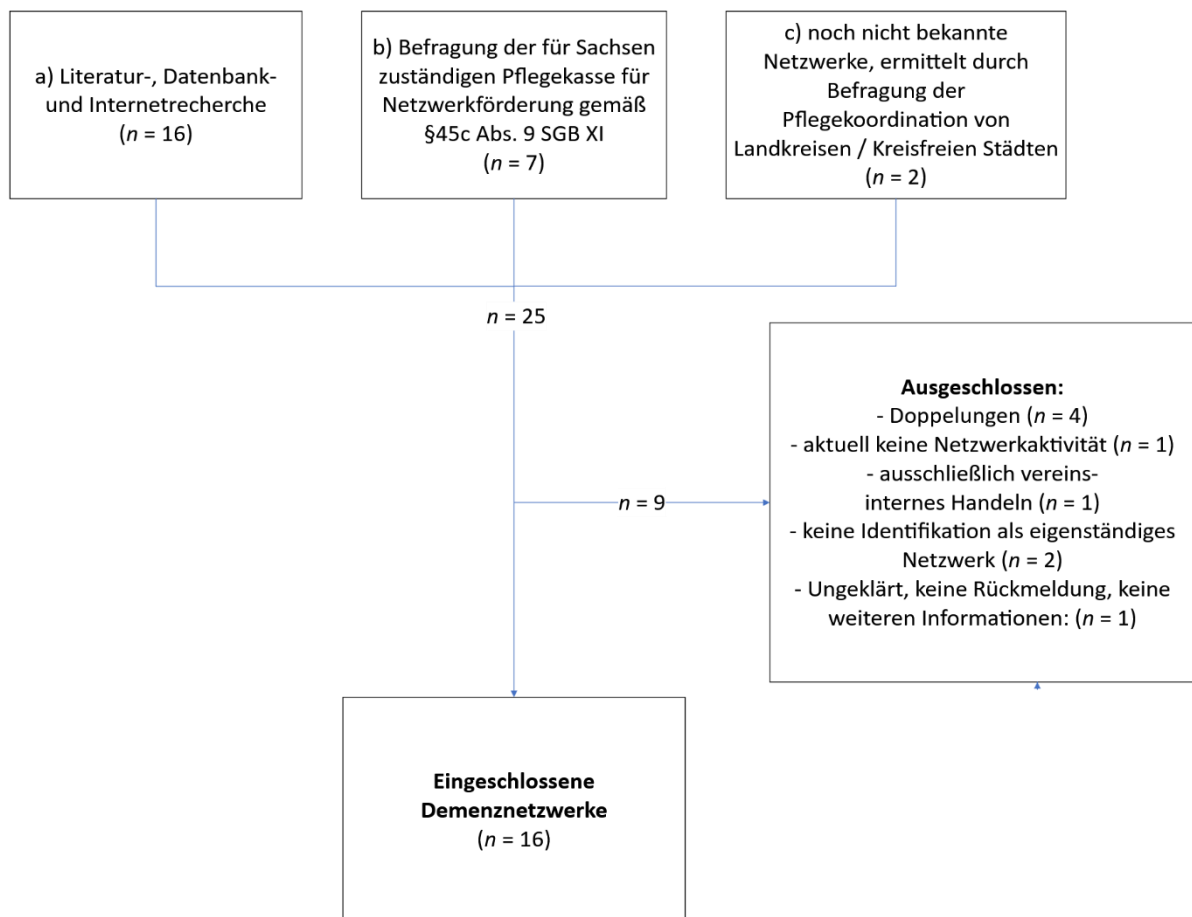 a) Literatur-, Datenbank-
und Internetrecherche
(n = 16)
b) Befragung der für Sachsen
zuständigen Pflegekasse für
Netzwerkförderung gemäß
§45c Abs. 9 SGB XI
(n = 7)
c) noch nicht bekannte
Netzwerke, ermittelt durch
Befragung der
Pflegekoordination von
Landkreisen / Kreisfreien Städten
(n = 2)
n = 25
Ausgeschlossen:
- Doppelungen (n = 4)
- aktuell keine Netzwerkaktivität (n = 1)
- ausschließlich vereins-
internes Handeln (n = 1)
- keine Identifikation als eigenständiges
Netzwerk (n = 2)
- Ungeklärt, keine Rückmeldung, keine
weiteren Informationen: (n = 1)
n = 9
Eingeschlossene
Demenznetzwerke
(n = 16)